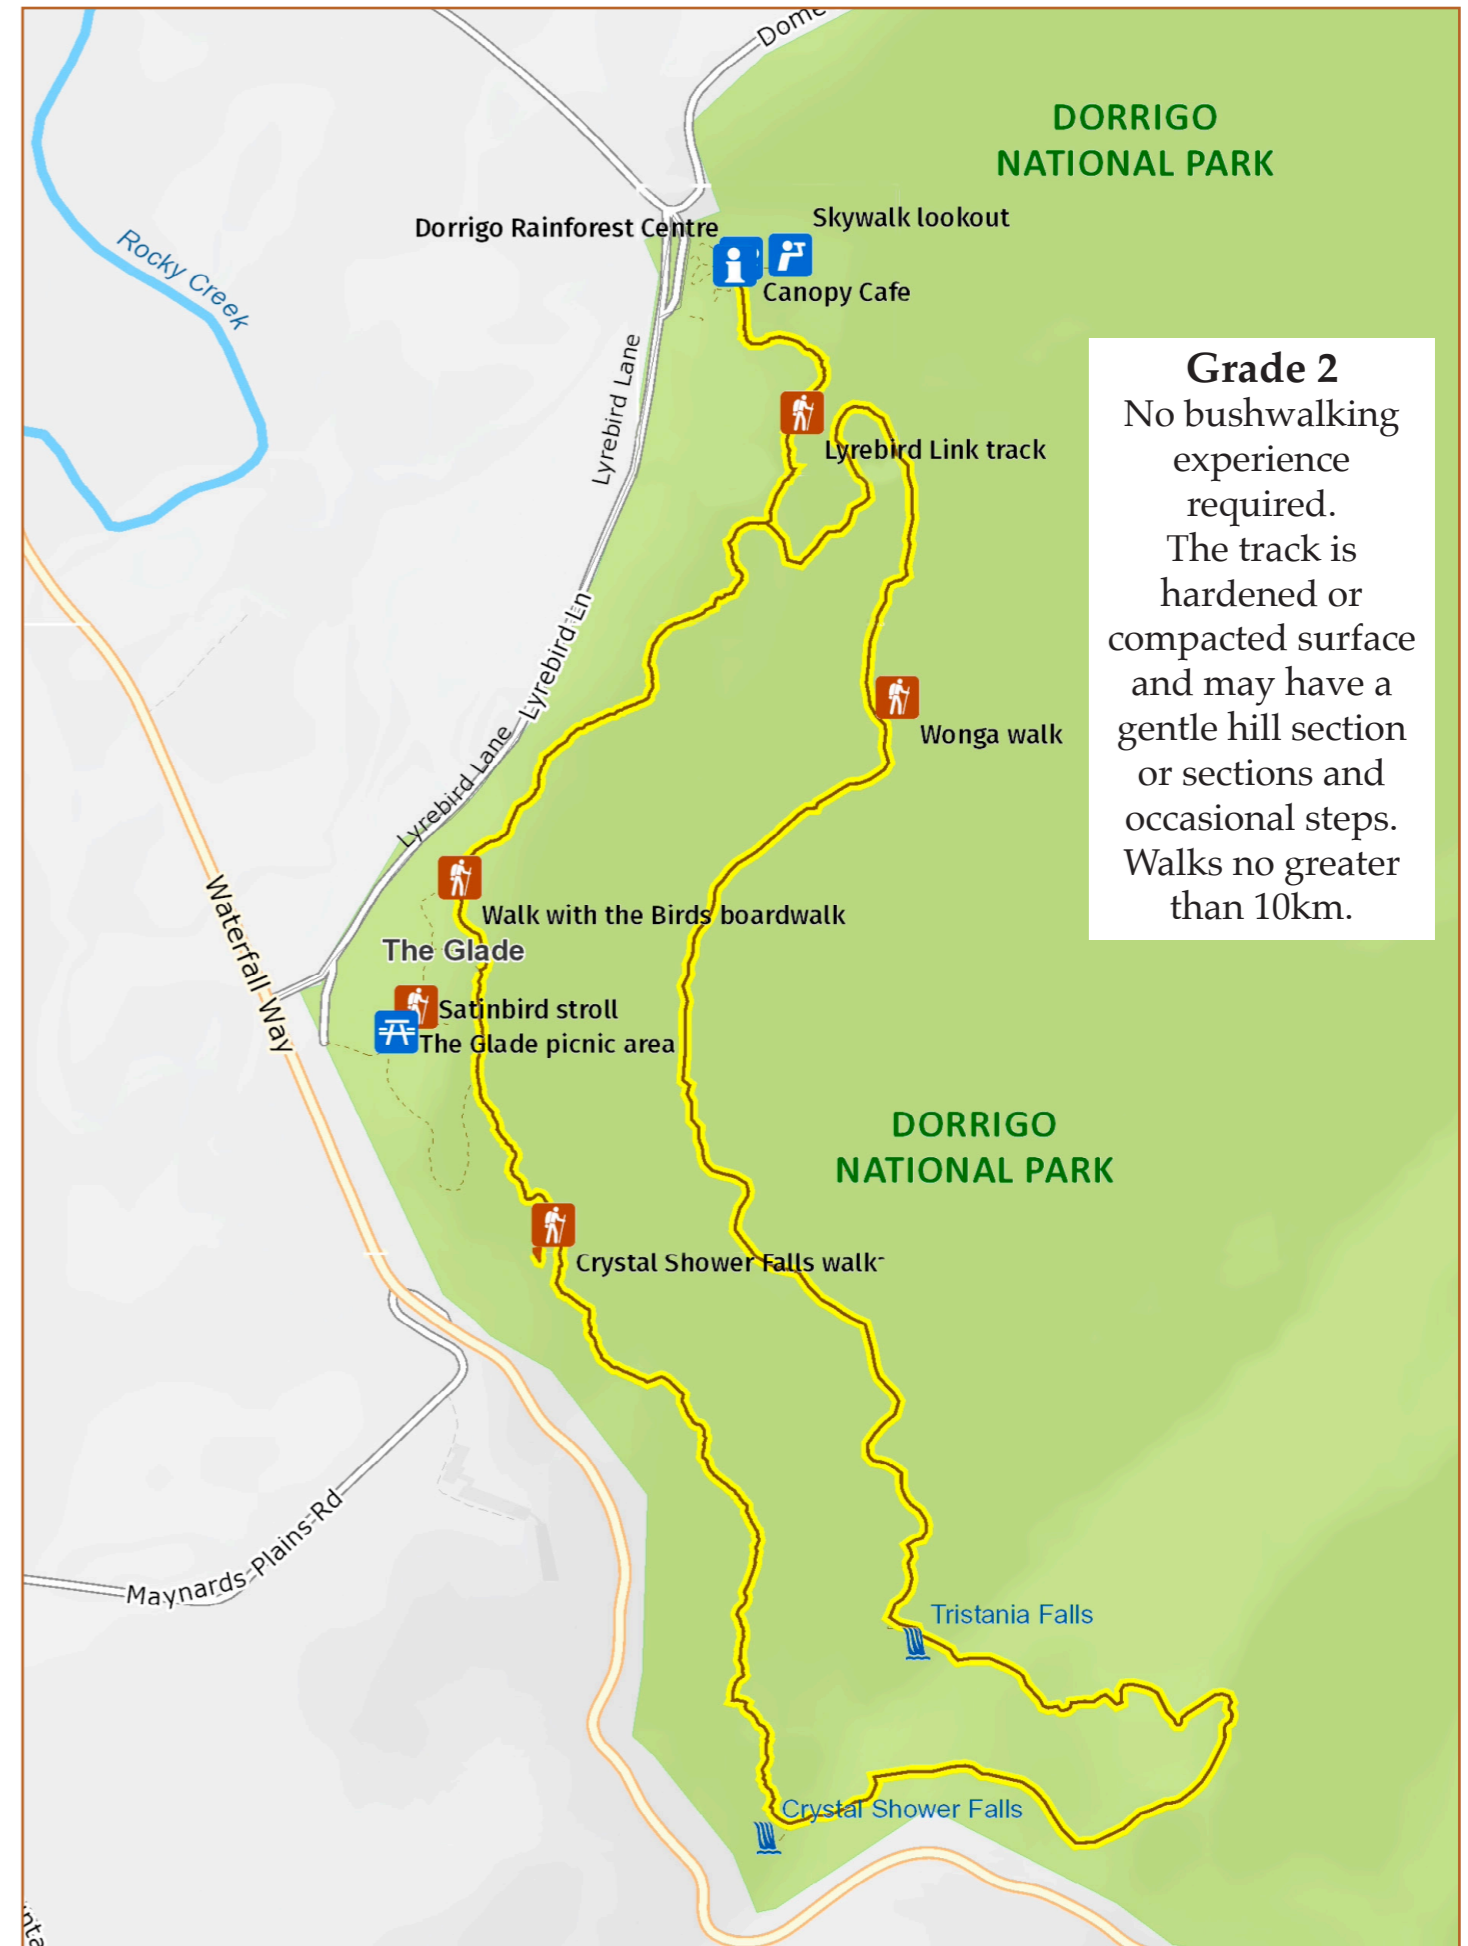 Dome
DORRIGO
NATIONAL PARK
Skywalk lookout
Dorrigo Rainforest Centre
Canopy Cafe
Rocky Creek
Lyrebird Lane
Grade 2
No bushwalking
experience
required.
The track is
hardened or
compacted surface
and may have a
gentle hill section
or sections and
occasional steps.
Walks no greater
than 10km.
Lyrebird Link track
Lyrebird Ln
Wonga walk
Lyrebird Lane
Waterfall Way
Walk with the Birds boardwalk
The Glade
Satinbird stroll
The Glade picnic area
DORRIGO
NATIONAL PARK
Crystal Shower Falls walk
Maynards Plains Rd
Tristania Falls
Crystal Shower Falls